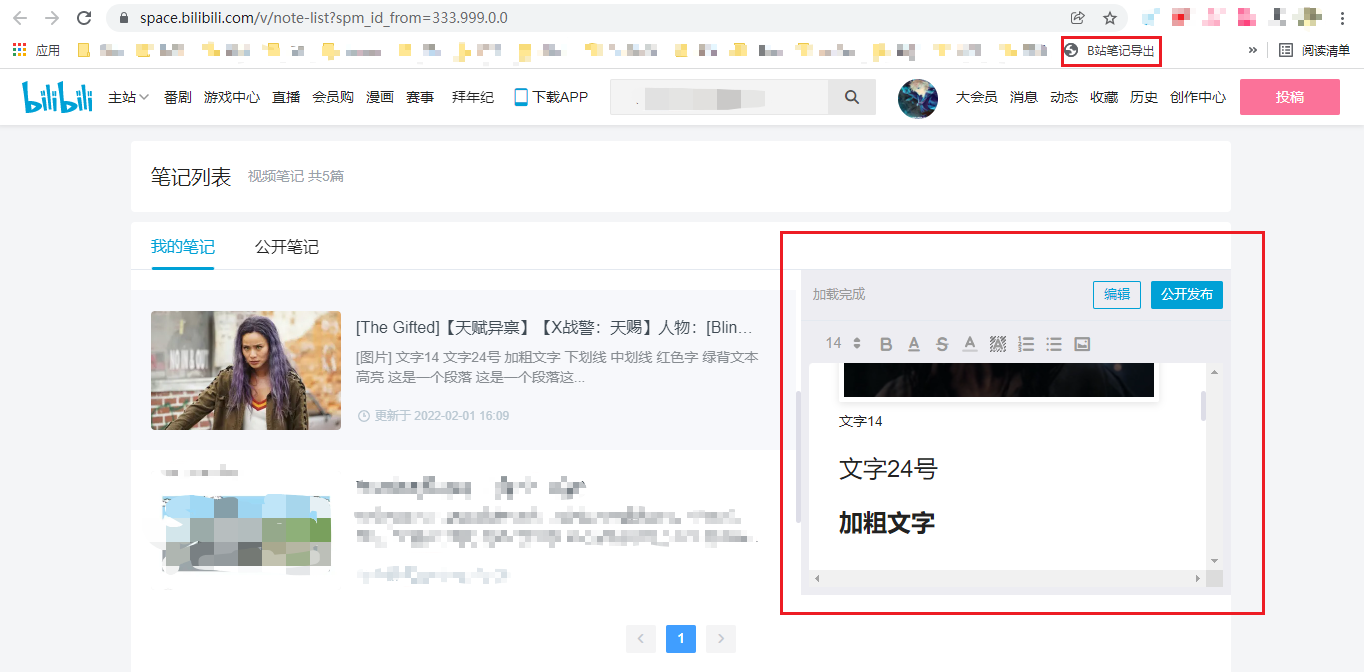 space.bilibili.com/v/note-list?spm_id_from=333.999.0.0
应用 B站笔记导出 » 阅读清单
bilibili 主站 番剧 游戏中心 直播 会员购 漫画 赛事 拜年纪 下载APP 大会员 消息 动态 收藏 历史 创作中心 投稿
笔记列表 视频笔记 共5篇
我的笔记 公开笔记
加载完成 编辑 公开发布
[The Gifted]【天赋异禀】【X战警：天赐】人物：[Blin...
[图片] 文字14 文字24号 加粗文字 下划线 中划线 红色字 绿背文本
高亮 这是一个段落 这是一个段落这...
更新于 2022-02-01 16:09
14 B A S A A
文字14
文字24号
加粗文字
1